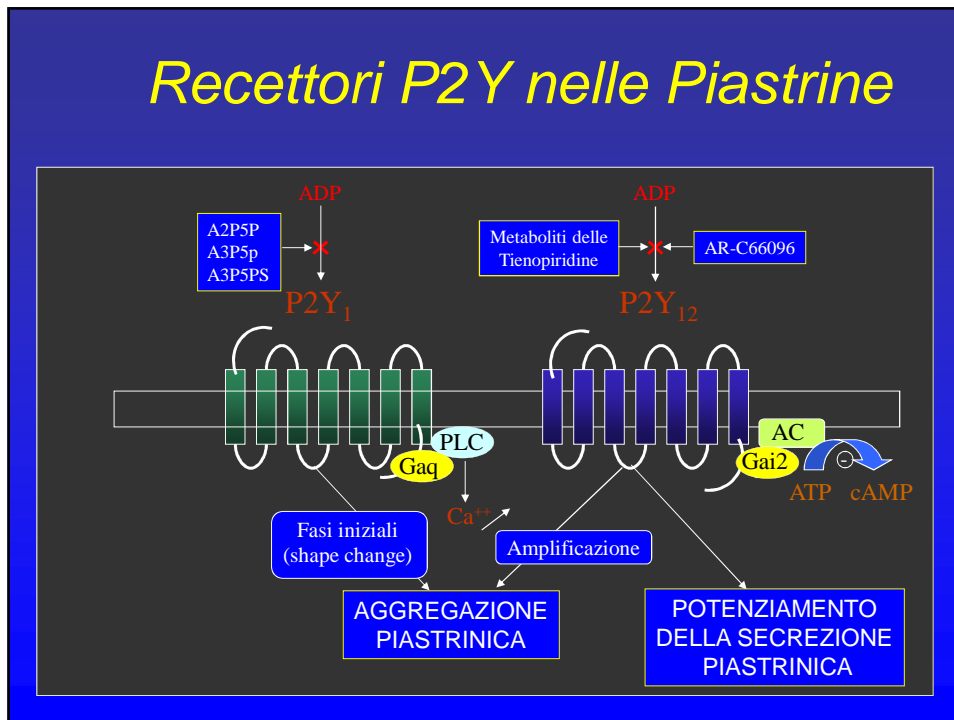 Recettori P2Y nelle Piastrine
ADP
A2P5P
A3P5p
A3P5PS
P2Y₁
ADP
Metaboliti delle
Tienopiridine
AR-C66096
P2Y₁₂
PLC
Gaq
Ca⁺⁺
AC
Gai2
-
ATP cAMP
Fasi iniziali
(shape change)
Amplificazione
AGGREGAZIONE
PIASTRINICA
POTENZIAMENTO
DELLA SECREZIONE
PIASTRINICA